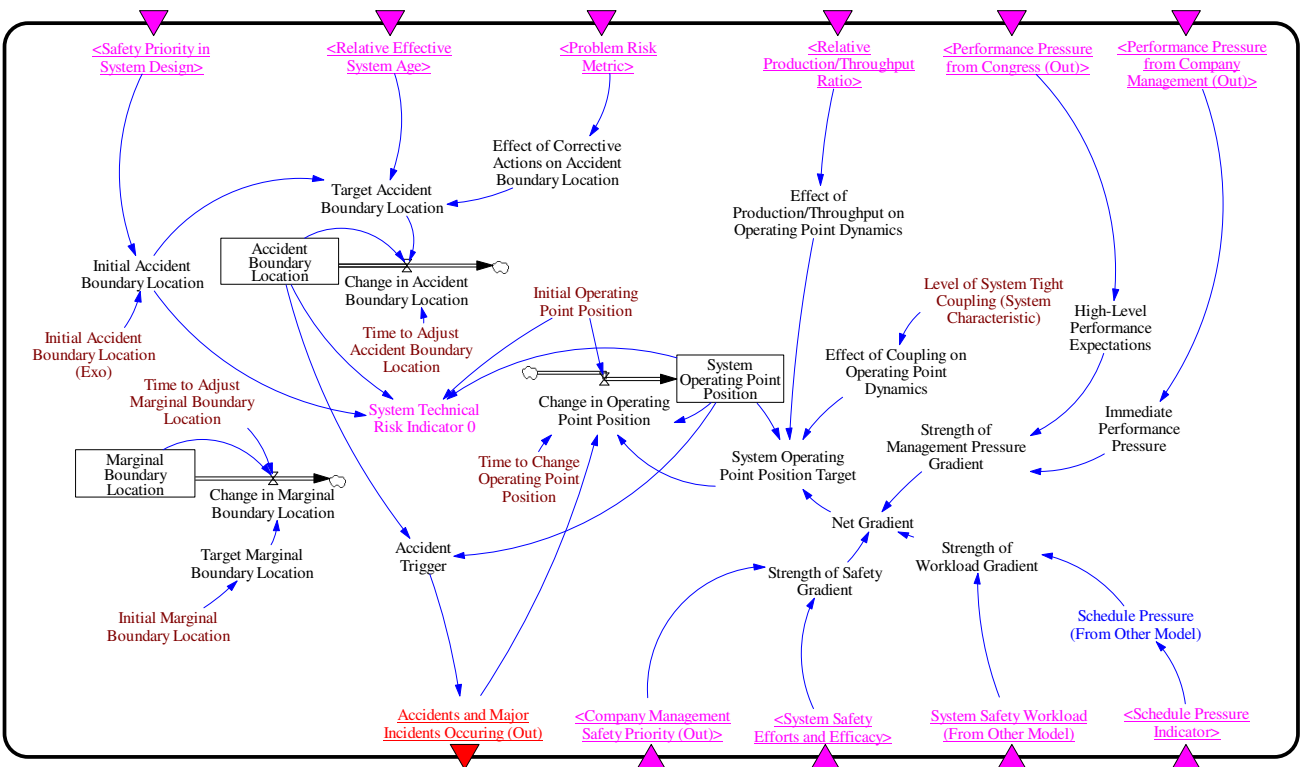 <Safety Priority in
System Design>
<Relative Effective
System Age>
<Problem Risk
Metric>
<Relative
Production/Throughput
Ratio>
<Performance Pressure
from Congress (Out)>
<Performance Pressure
from Company
Management (Out)>
Effect of Corrective
Actions on Accident
Boundary Location
Target Accident
Boundary Location
Effect of
Production/Throughput on
Operating Point Dynamics
Accident
Boundary
Location
Initial Accident
Boundary Location
Change in Accident
Boundary Location
Initial Operating
Point Position
Level of System Tight
Coupling (System
Characteristic)
High-Level
Performance
Expectations
Initial Accident
Boundary Location
(Exo)
Time to Adjust
Accident Boundary
Location
Effect of Coupling on
Operating Point
Dynamics
System
Operating Point
Position
Time to Adjust
Marginal Boundary
Location
System Technical
Risk Indicator 0
Change in Operating
Point Position
Immediate
Performance
Pressure
Strength of
Management Pressure
Gradient
Marginal
Boundary
Location
Time to Change
Operating Point
Position
System Operating
Point Position Target
Change in Marginal
Boundary Location
Net Gradient
Accident
Trigger
Target Marginal
Boundary Location
Strength of
Workload Gradient
Strength of Safety
Gradient
Initial Marginal
Boundary Location
Schedule Pressure
(From Other Model)
Accidents and Major
Incidents Occuring (Out)
<Company Management
Safety Priority (Out)>
<System Safety
Efforts and Efficacy>
System Safety Workload
(From Other Model)
<Schedule Pressure
Indicator>